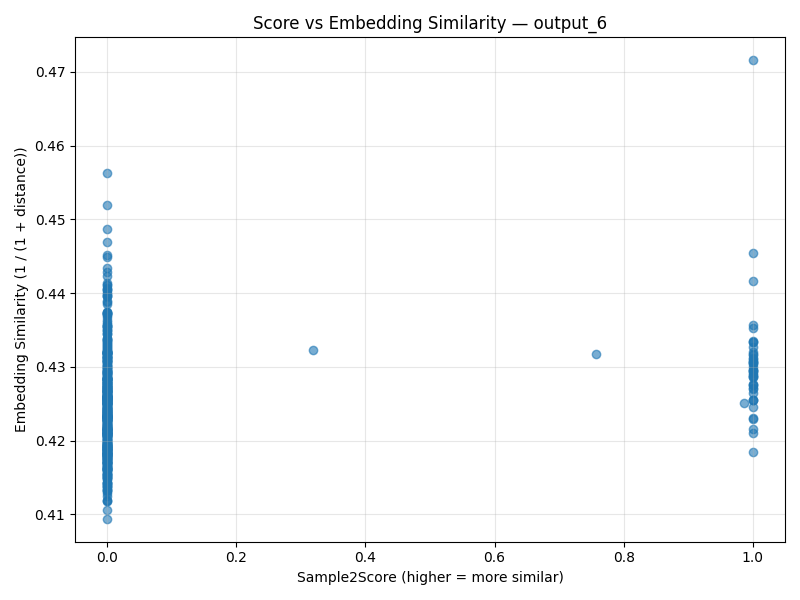 Score vs Embedding Similarity — output_6
Embedding Similarity (1 / (1 + distance))
0.47
0.46
0.45
0.44
0.43
0.42
0.41
0.0 0.2 0.4 0.6 0.8 1.0
Sample2Score (higher = more similar)